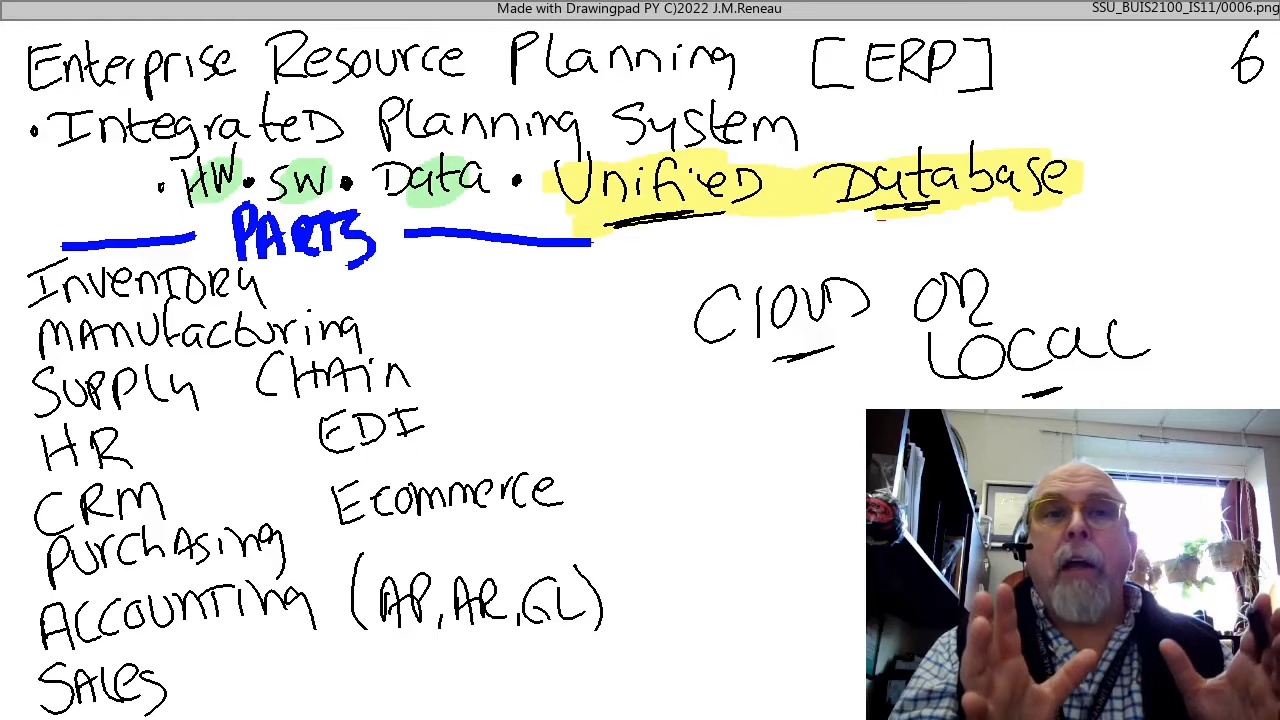 Made with Drawingpad PY C)2022 J.M.Reneau
SSU_BUIS2100_IS11/0006.png
Enterprise Resource Planning [ERP] 6
• Integrated Planning System
• HW • SW • Data • Unified Database
PARTS
Inventory
Manufacturing
Supply Chain
HR EDI
CRM Ecommerce
Purchasing
Accounting (AP, AR, GL)
Sales
Cloud or
Local